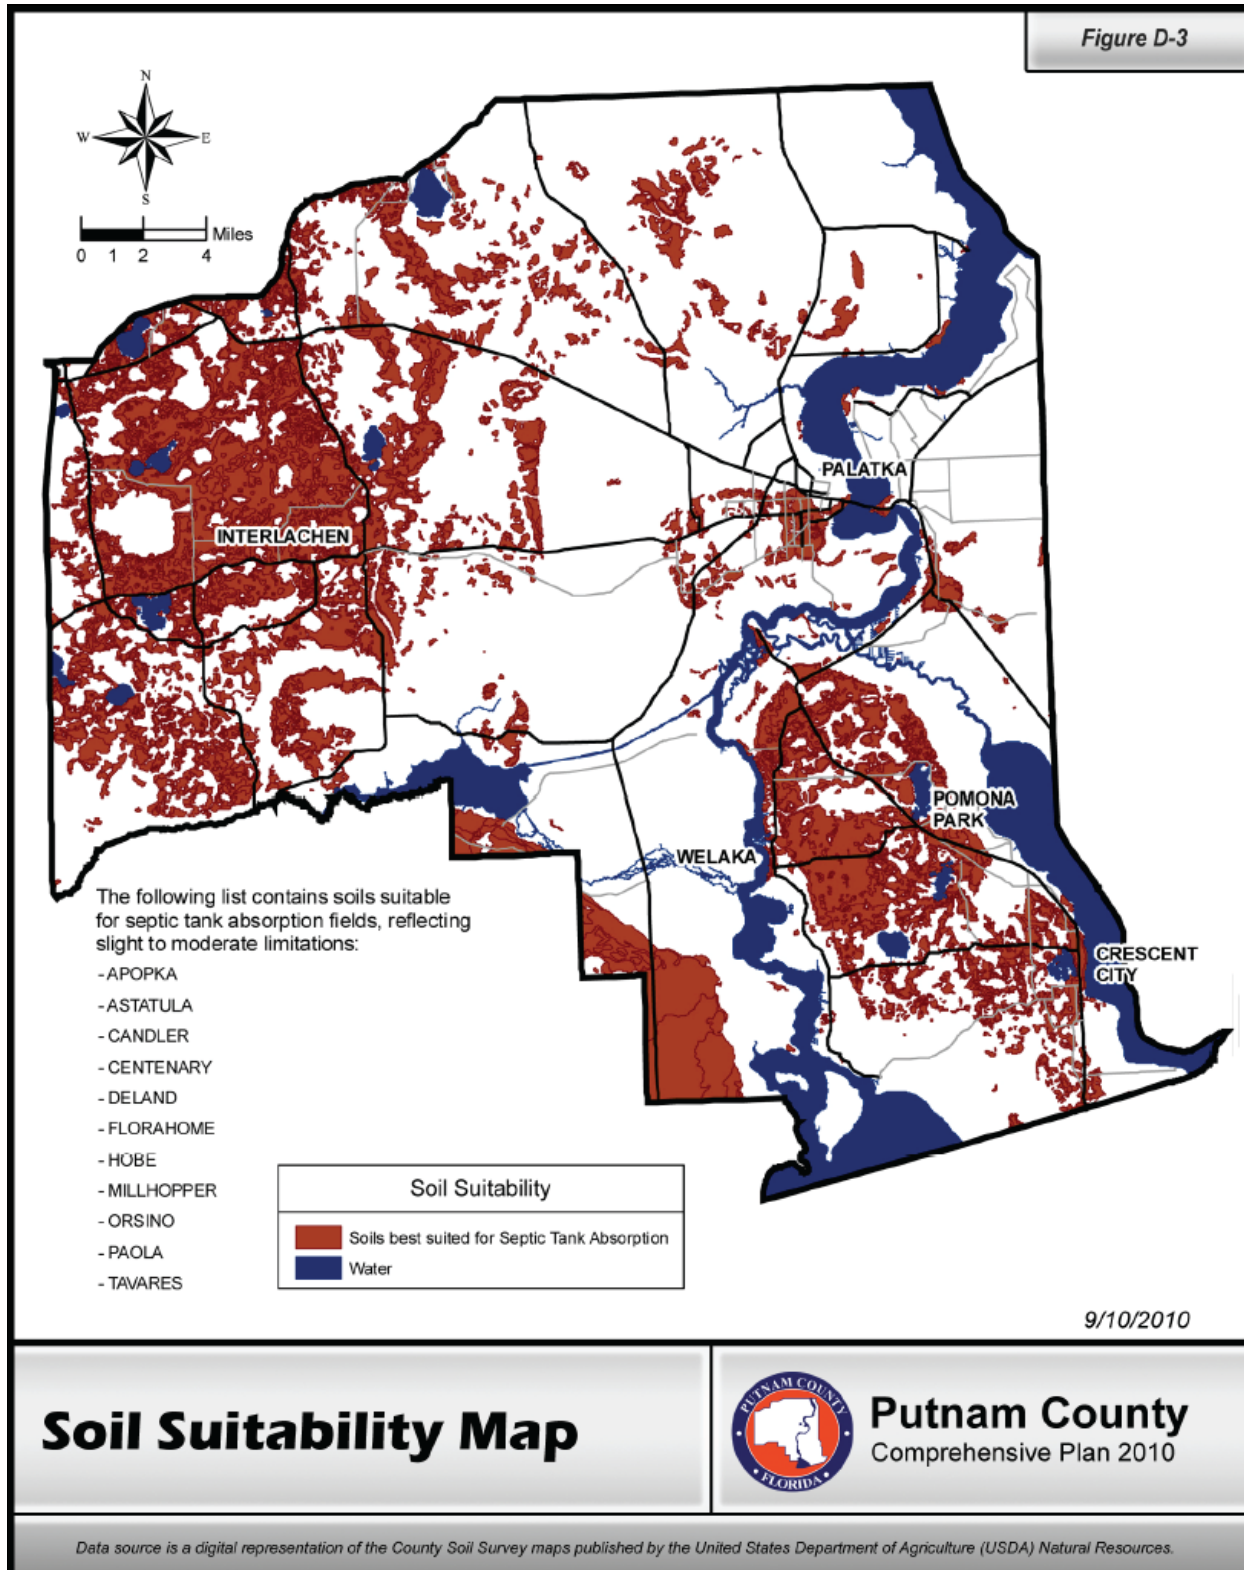 Figure D-3
N
W E
S
Miles
0 1 2 4
PALATKA
INTERLACHEN
POMONA
PARK
WELAKA
CRESCENT
CITY
The following list contains soils suitable
for septic tank absorption fields, reflecting
slight to moderate limitations:
- APOPKA
- ASTATULA
- CANDLER
- CENTENARY
- DELAND
- FLORAHOME
- HOBE
- MILLHOPPER
- ORSINO
- PAOLA
- TAVARES
Soil Suitability
Soils best suited for Septic Tank Absorption
Water
9/10/2010
Soil Suitability Map
PUTNAM COUNTY
• FLORIDA •
Putnam County
Comprehensive Plan 2010
Data source is a digital representation of the County Soil Survey maps published by the United States Department of Agriculture (USDA) Natural Resources.